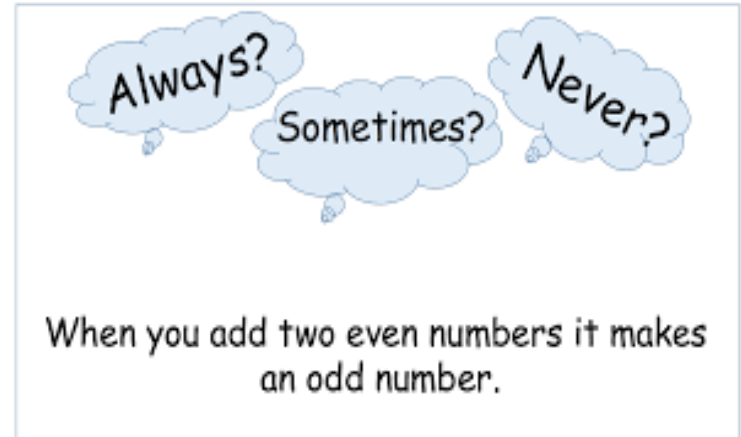 Always?
Sometimes?
Never?
When you add two even numbers it makes
an odd number.